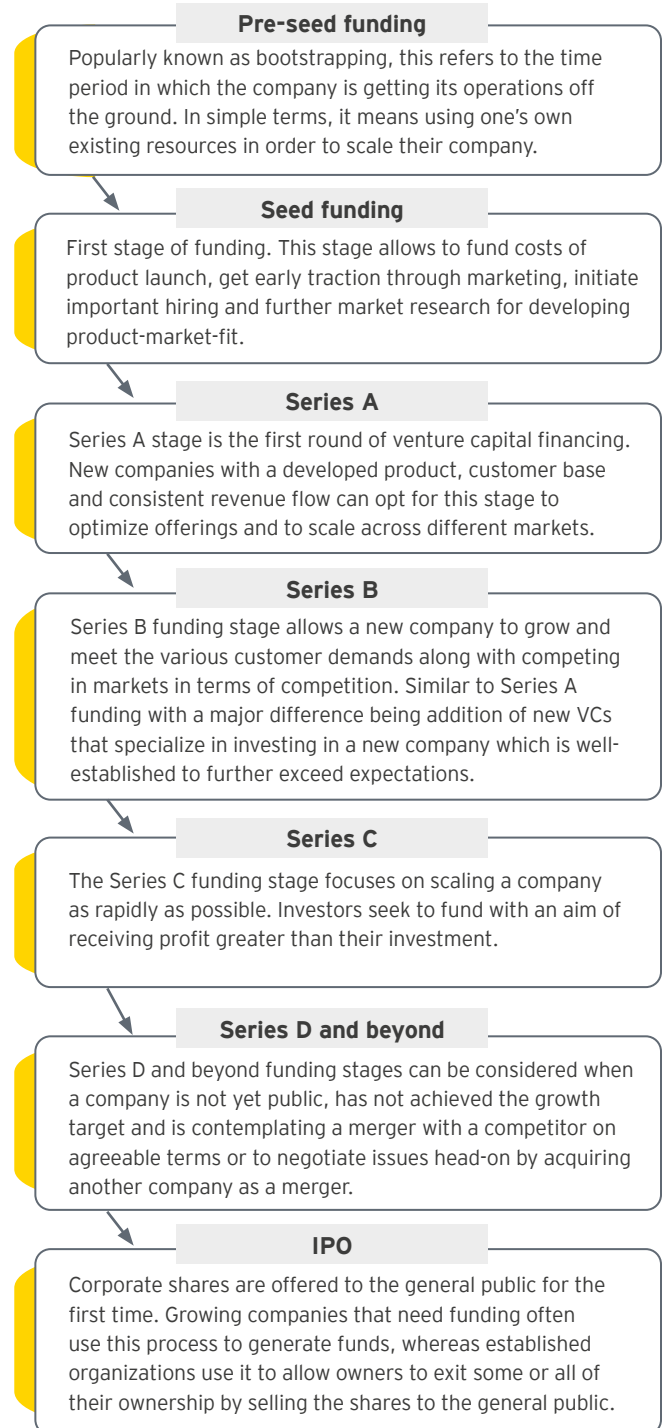 Pre-seed funding
Popularly known as bootstrapping, this refers to the time
period in which the company is getting its operations off
the ground. In simple terms, it means using one's own
existing resources in order to scale their company.
Seed funding
First stage of funding. This stage allows to fund costs of
product launch, get early traction through marketing, initiate
important hiring and further market research for developing
product-market-fit.
Series A
Series A stage is the first round of venture capital financing.
New companies with a developed product, customer base
and consistent revenue flow can opt for this stage to
optimize offerings and to scale across different markets.
Series B
Series B funding stage allows a new company to grow and
meet the various customer demands along with competing
in markets in terms of competition. Similar to Series A
funding with a major difference being addition of new VCs
that specialize in investing in a new company which is well-
established to further exceed expectations.
Series C
The Series C funding stage focuses on scaling a company
as rapidly as possible. Investors seek to fund with an aim of
receiving profit greater than their investment.
Series D and beyond
Series D and beyond funding stages can be considered when
a company is not yet public, has not achieved the growth
target and is contemplating a merger with a competitor on
agreeable terms or to negotiate issues head-on by acquiring
another company as a merger.
IPO
Corporate shares are offered to the general public for the
first time. Growing companies that need funding often
use this process to generate funds, whereas established
organizations use it to allow owners to exit some or all of
their ownership by selling the shares to the general public.